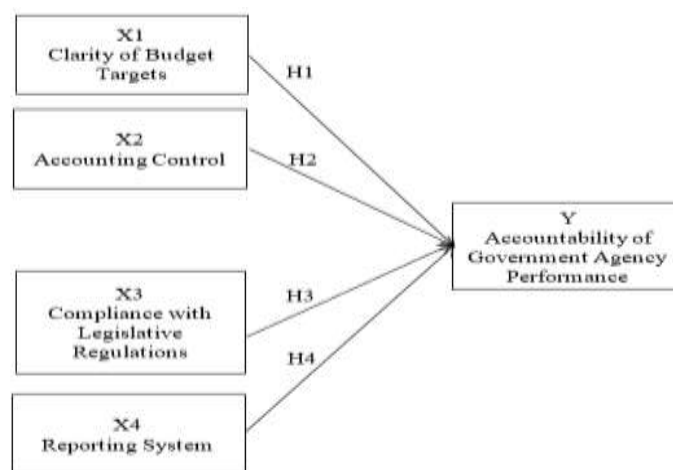 X1
Clarity of Budget
Targets
H1
X2
Accounting Control
H2
Y
Accountability of
Government Agency
Performance
X3
Compliance with
Legislative
Regulations
H3
H4
X4
Reporting System